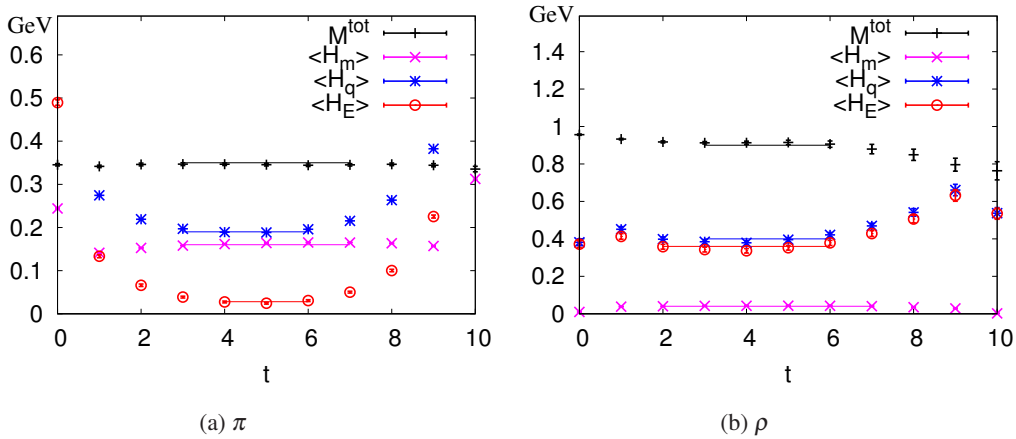 GeV
0.6
0.5
0.4
0.3
0.2
0.1
0
0 2 4 6 8 10
t
M^tot
<H_m>
<H_q>
<H_E>
(a) π
GeV
1.4
1.2
1
0.8
0.6
0.4
0.2
0
0 2 4 6 8 10
t
M^tot
<H_m>
<H_q>
<H_E>
(b) ρ